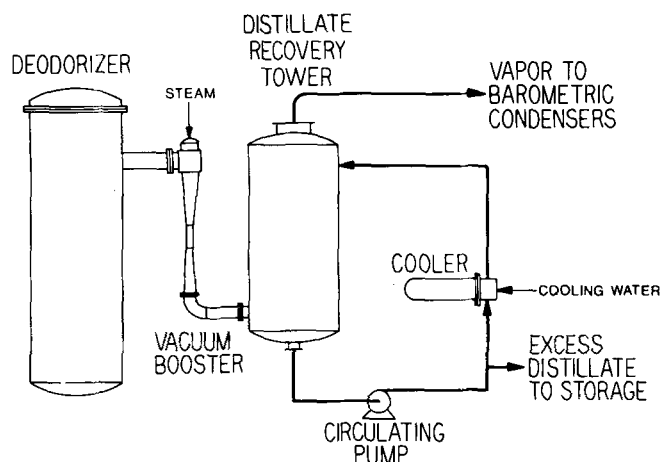 DISTILLATE
RECOVERY
TOWER
DEODORIZER
STEAM
VAPOR TO
BAROMETRIC
CONDENSERS
COOLER
COOLING WATER
VACUUM
BOOSTER
EXCESS
DISTILLATE
TO STORAGE
CIRCULATING
PUMP